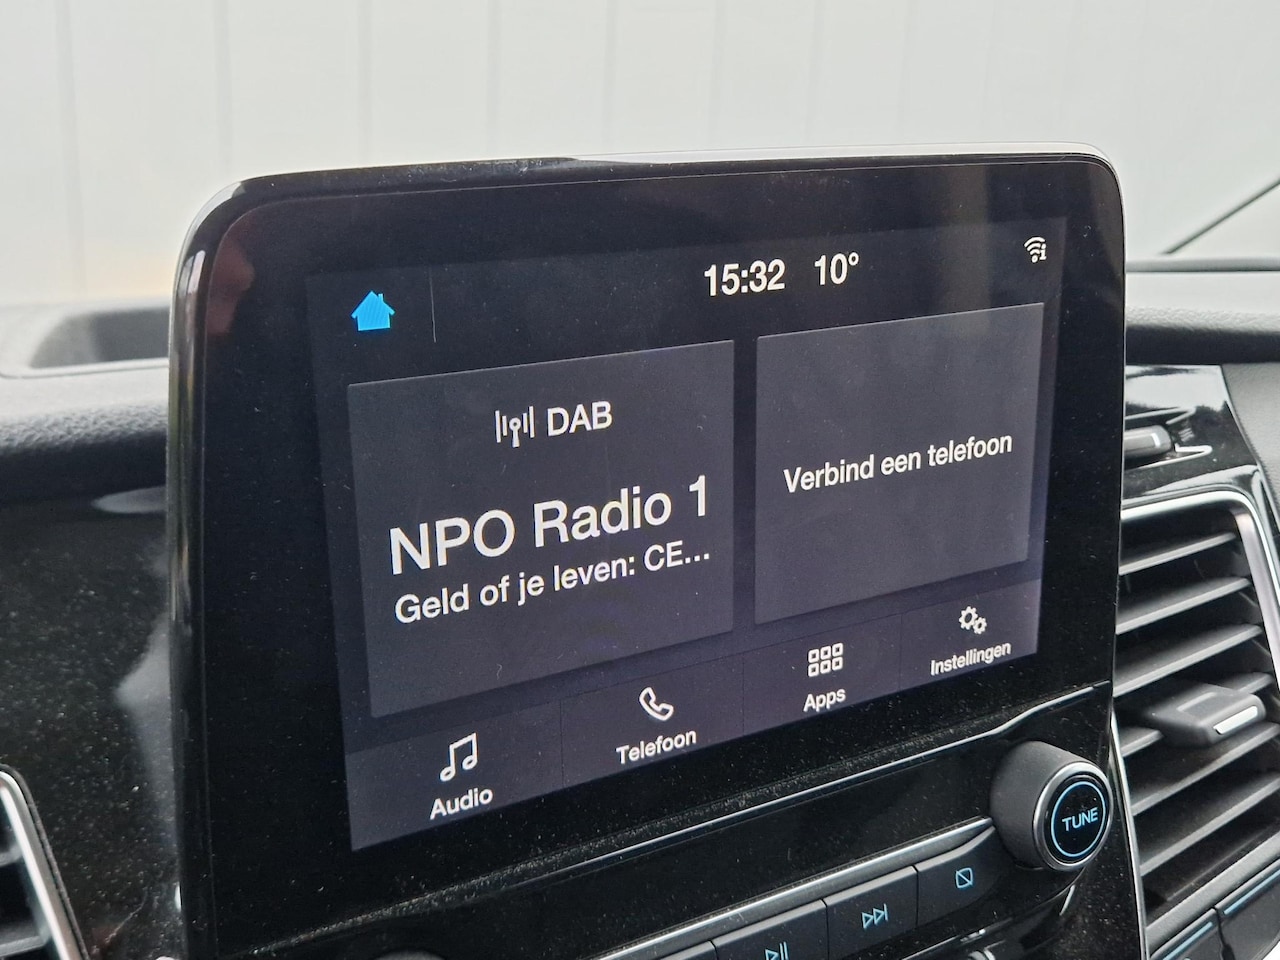 15:32 10°
DAB
NPO Radio 1
Geld of je leven: CE...
Verbind een telefoon
Audio
Telefoon
Apps
Instellingen
TUNE